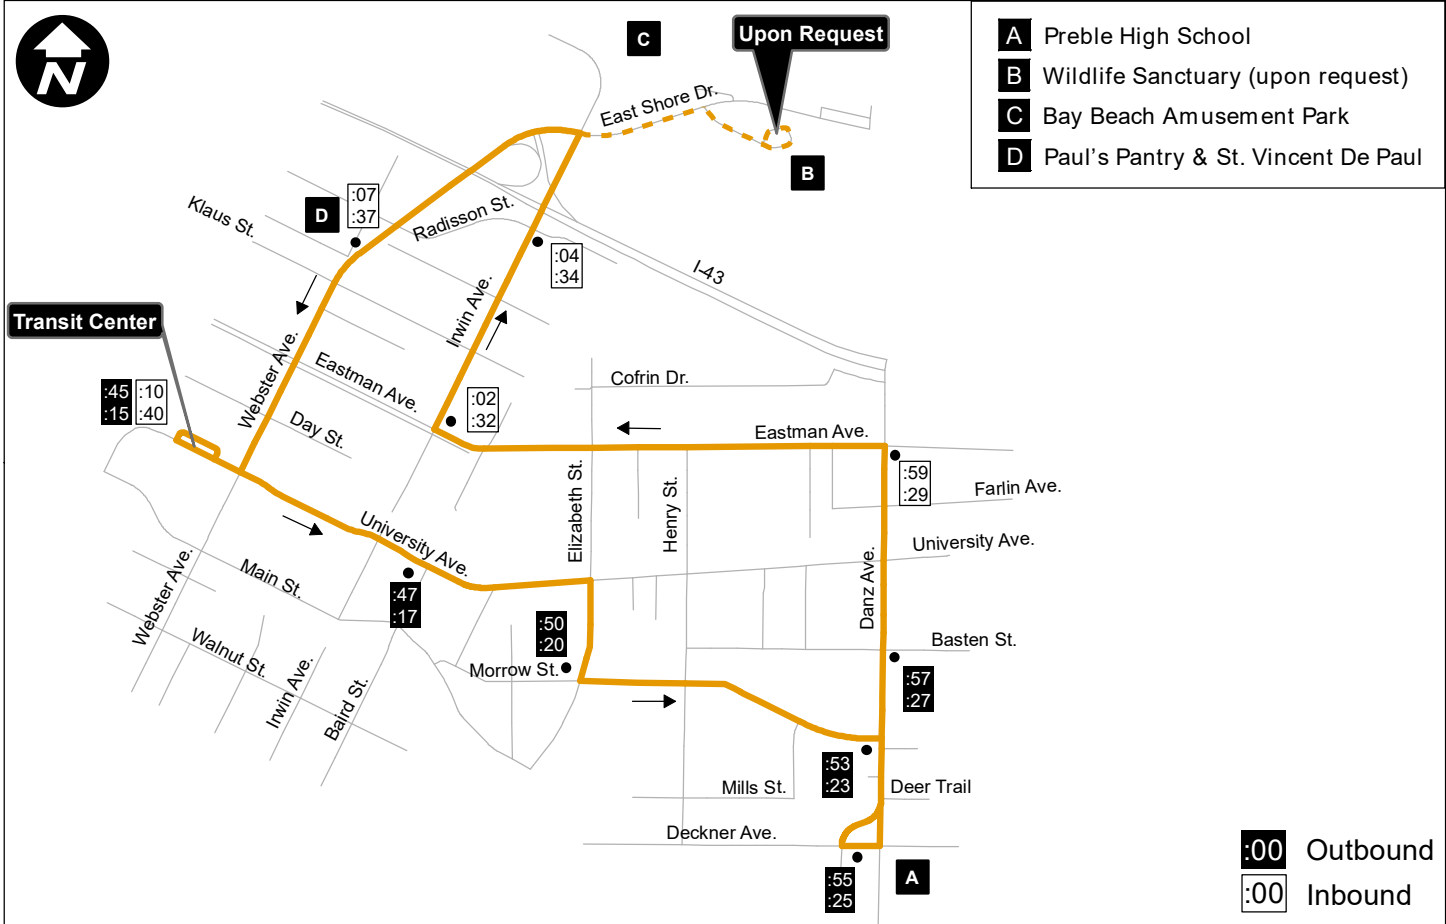 N
C
Upon Request
A Preble High School
B Wildlife Sanctuary (upon request)
C Bay Beach Amusement Park
D Paul's Pantry & St. Vincent De Paul
East Shore Dr.
B
D
:07
:37
Klaus St.
Radisson St.
:04
:34
I-43
Irwin Ave.
Transit Center
:45 :10
:15 :40
Webster Ave.
Eastman Ave.
Day St.
:02
:32
Cofrin Dr.
Eastman Ave.
:59
:29
Farlin Ave.
Elizabeth St.
Henry St.
University Ave.
University Ave.
Danz Ave.
Main St.
:47
:17
Webster Ave.
Walnut St.
Irwin Ave.
Baird St.
:50
:20
Morrow St.
Basten St.
:57
:27
:53
:23
Mills St.
Deer Trail
Deckner Ave.
:55
:25
A
:00 Outbound
:00 Inbound